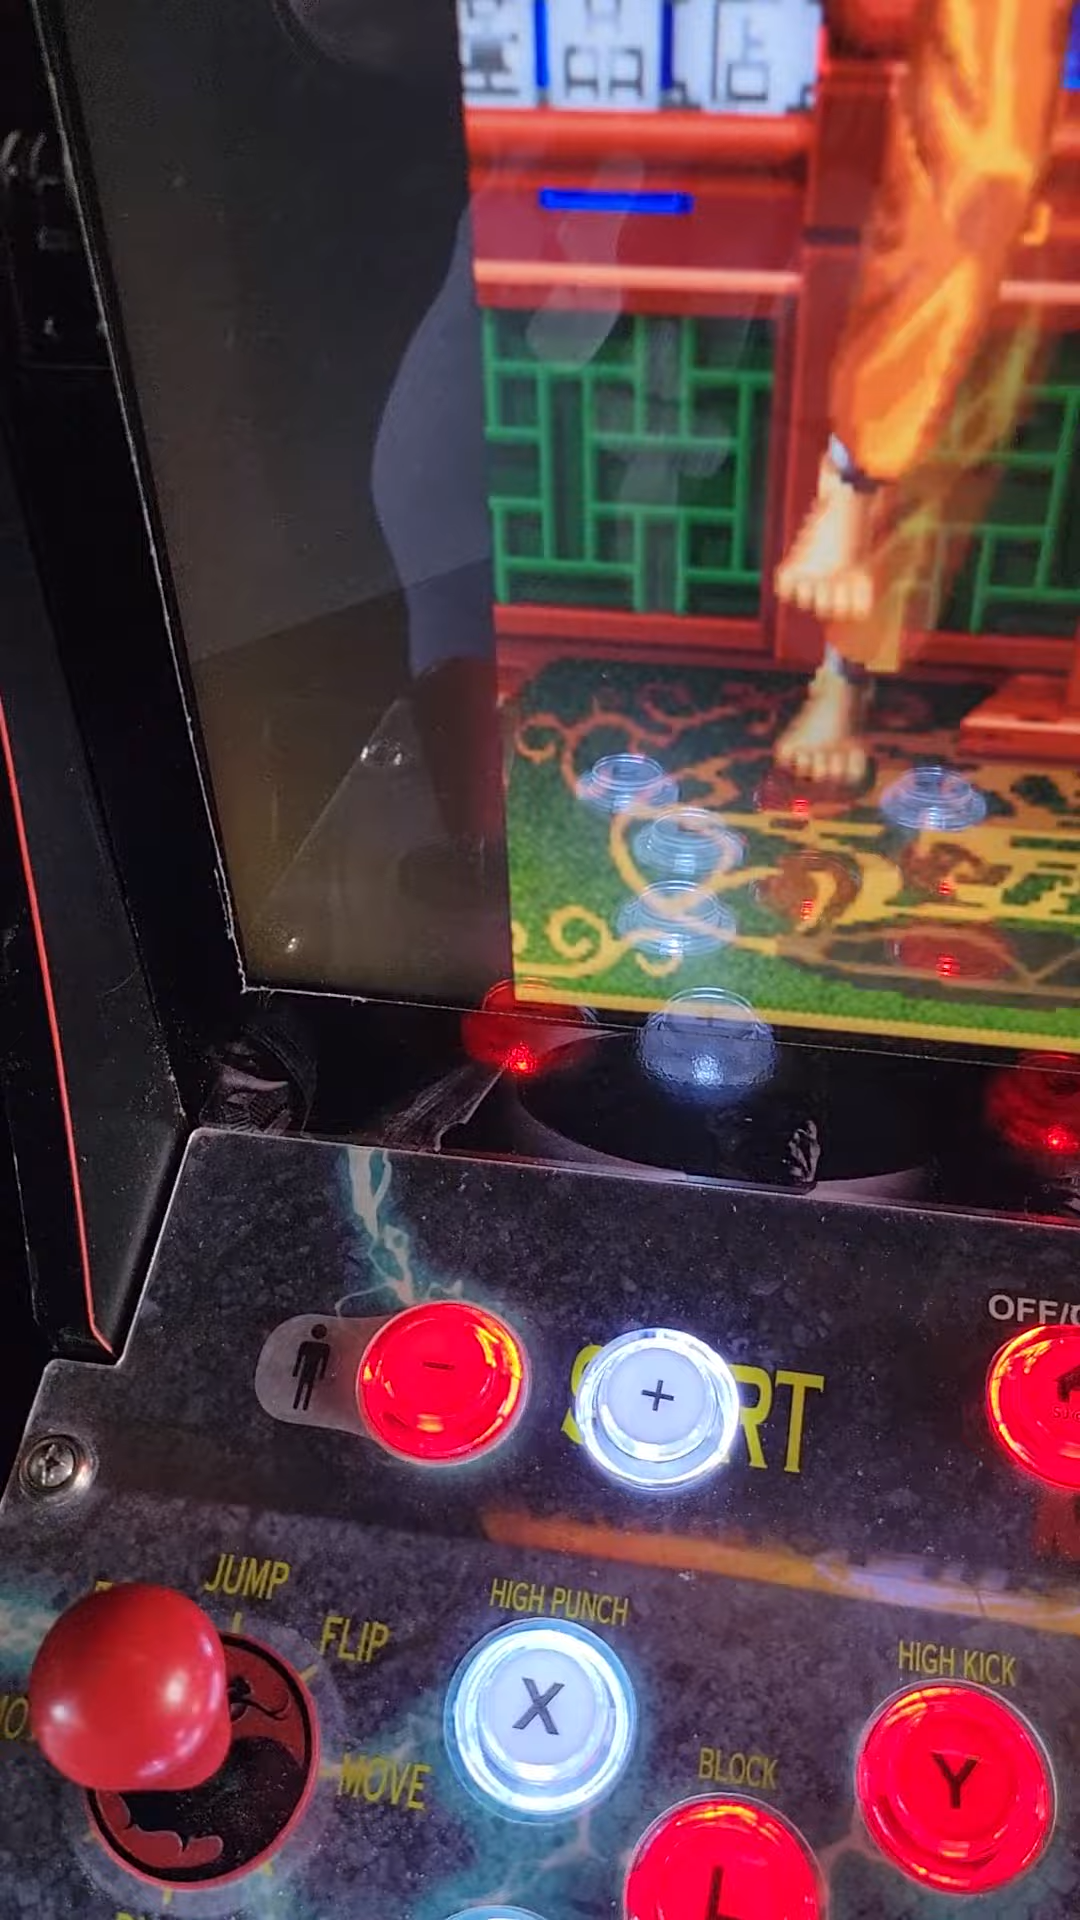 OFF/
-
+
START
JUMP
FLIP
MOVE
HIGH PUNCH
X
HIGH KICK
Y
BLOCK
L